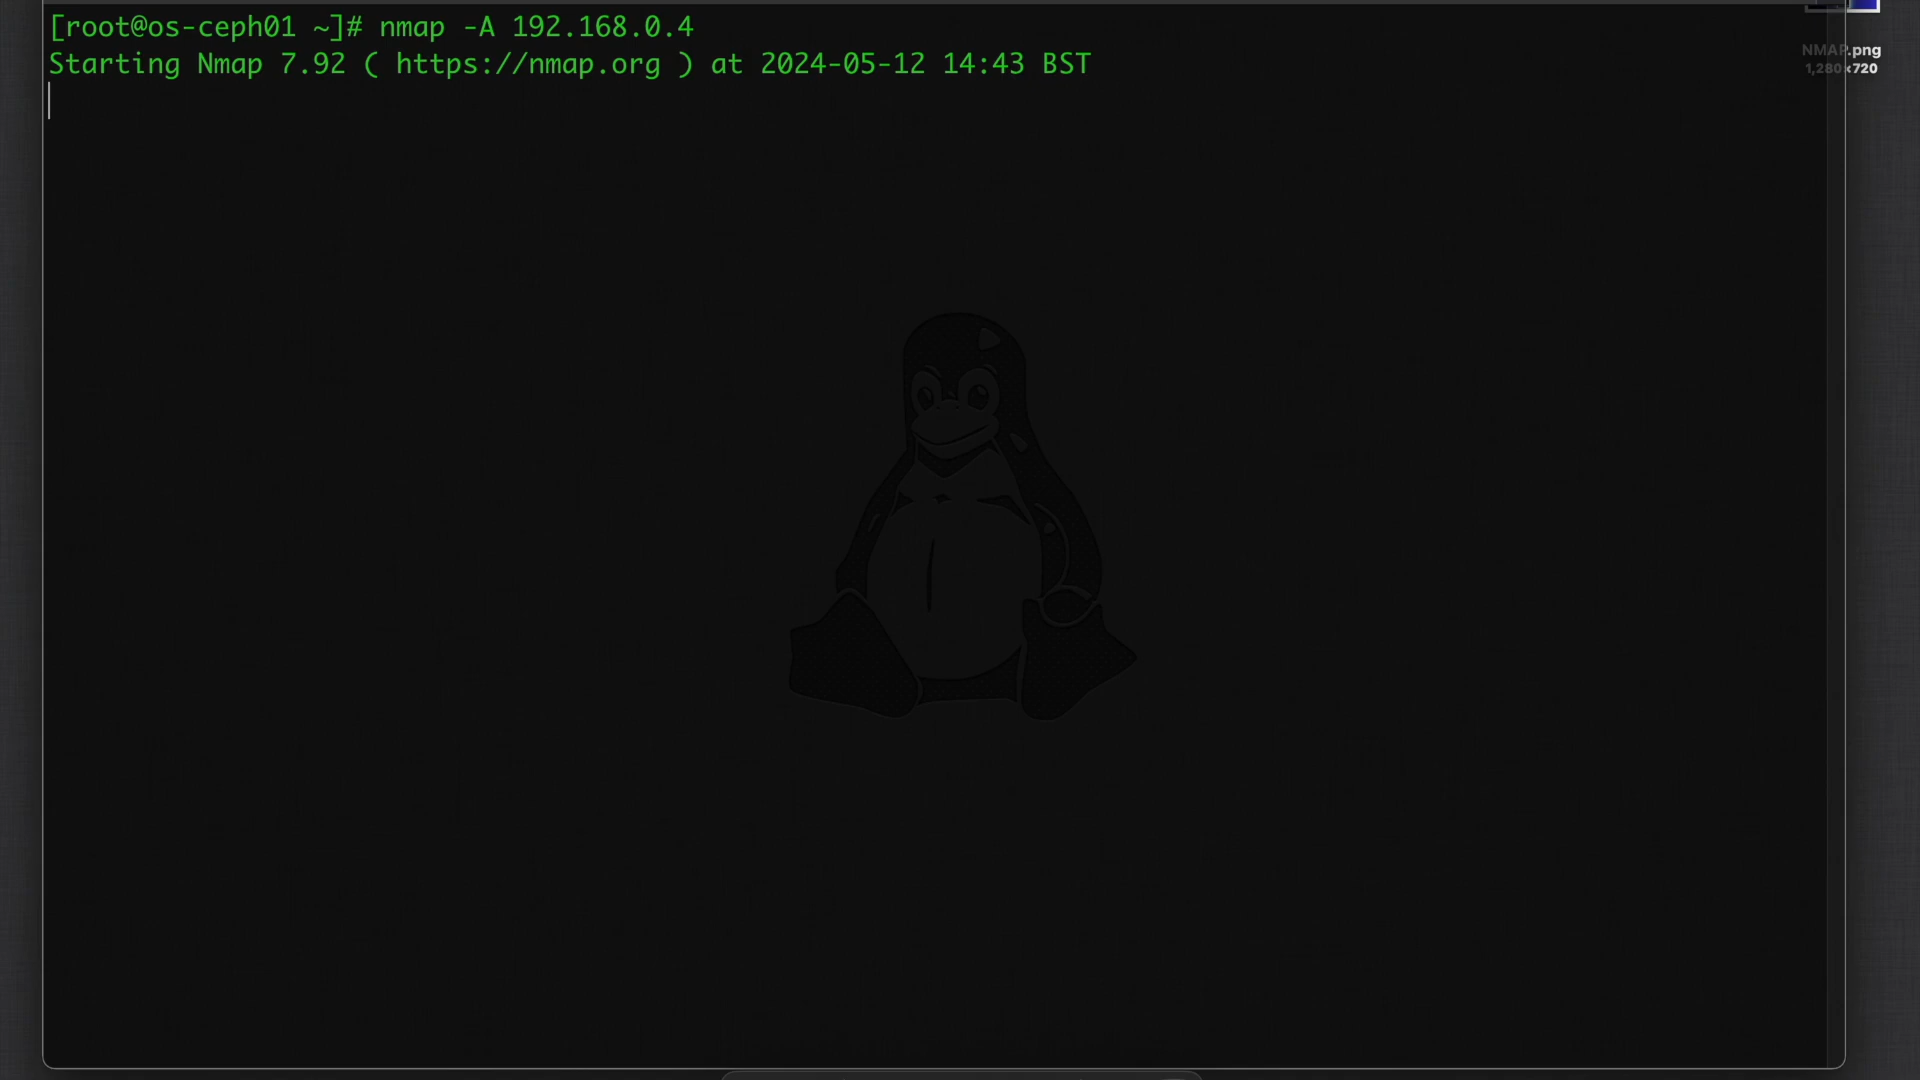 [root@os-ceph01 ~]# nmap -A 192.168.0.4
Starting Nmap 7.92 ( https://nmap.org ) at 2024-05-12 14:43 BST
NMAP.png
1,280×720